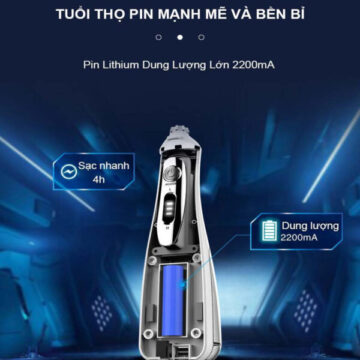 TUỔI THỌ PIN MẠNH MẼ VÀ BỀN BỈ
Pin Lithium Dung Lượng Lớn 2200mA
Sạc nhanh
4h
Dung lượng
2200mA